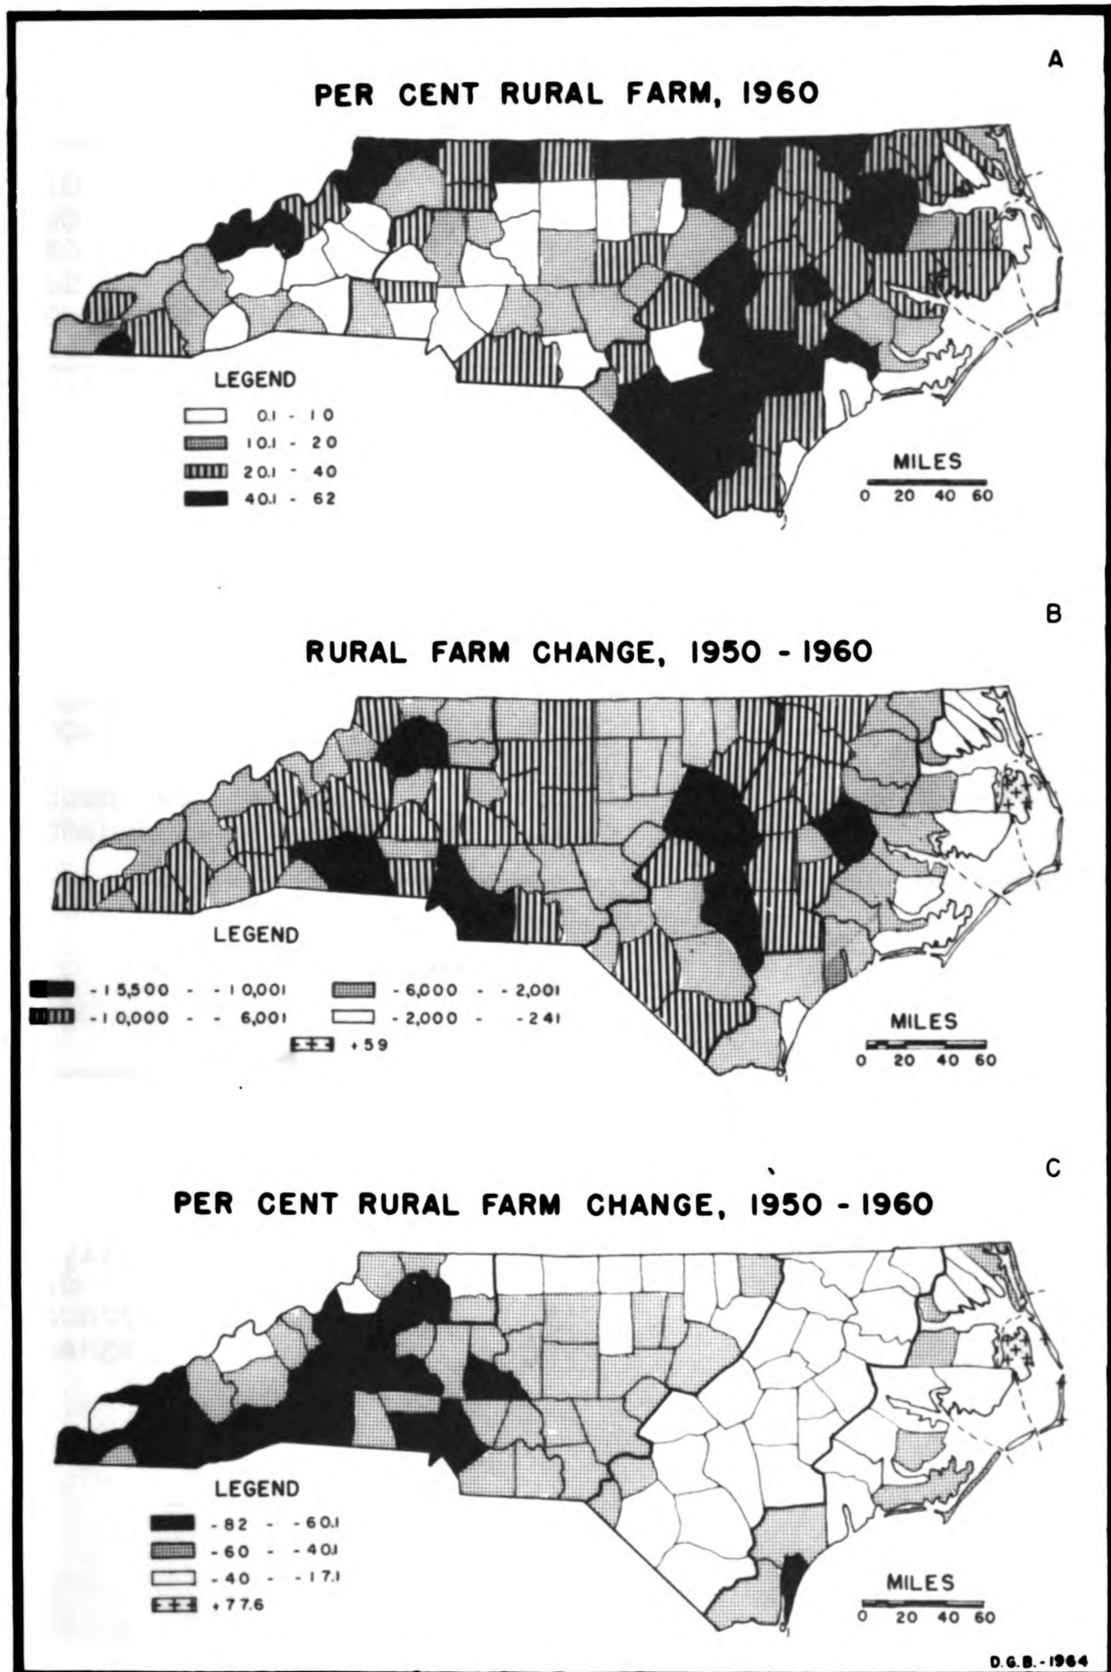 A
PER CENT RURAL FARM, 1960
LEGEND
0.1 - 10
10.1 - 20
20.1 - 40
40.1 - 62
MILES
0 20 40 60
B
RURAL FARM CHANGE, 1950 - 1960
LEGEND
-15,500 - -10,001
-6,000 - -2,001
-10,000 - - 6,001
-2,000 - -241
+59
MILES
0 20 40 60
C
PER CENT RURAL FARM CHANGE, 1950 - 1960
LEGEND
-82 - -60.1
-60 - -40.1
-40 - -17.1
+77.6
MILES
0 20 40 60
D.G.B.-1964